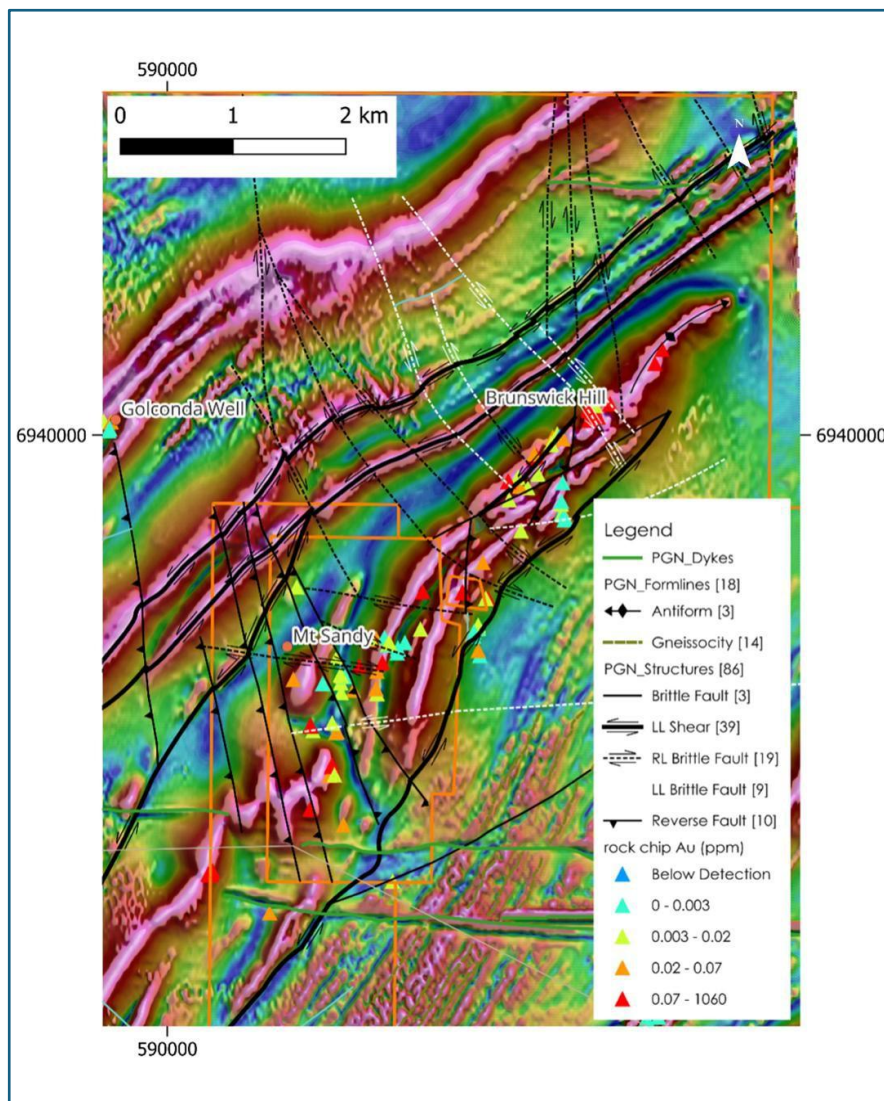 590000
0 1 2 km
N
Golconda Well
Brunswick Hill
6940000
6940000
Mt Sandy
Legend
PGN_Dykes
PGN_Formlines [18]
Antiform [3]
Gneissocity [14]
PGN_Structures [86]
Brittle Fault [3]
LL Shear [39]
RL Brittle Fault [19]
LL Brittle Fault [9]
Reverse Fault [10]
rock chip Au (ppm)
Below Detection
0 - 0.003
0.003 - 0.02
0.02 - 0.07
0.07 - 1060
590000